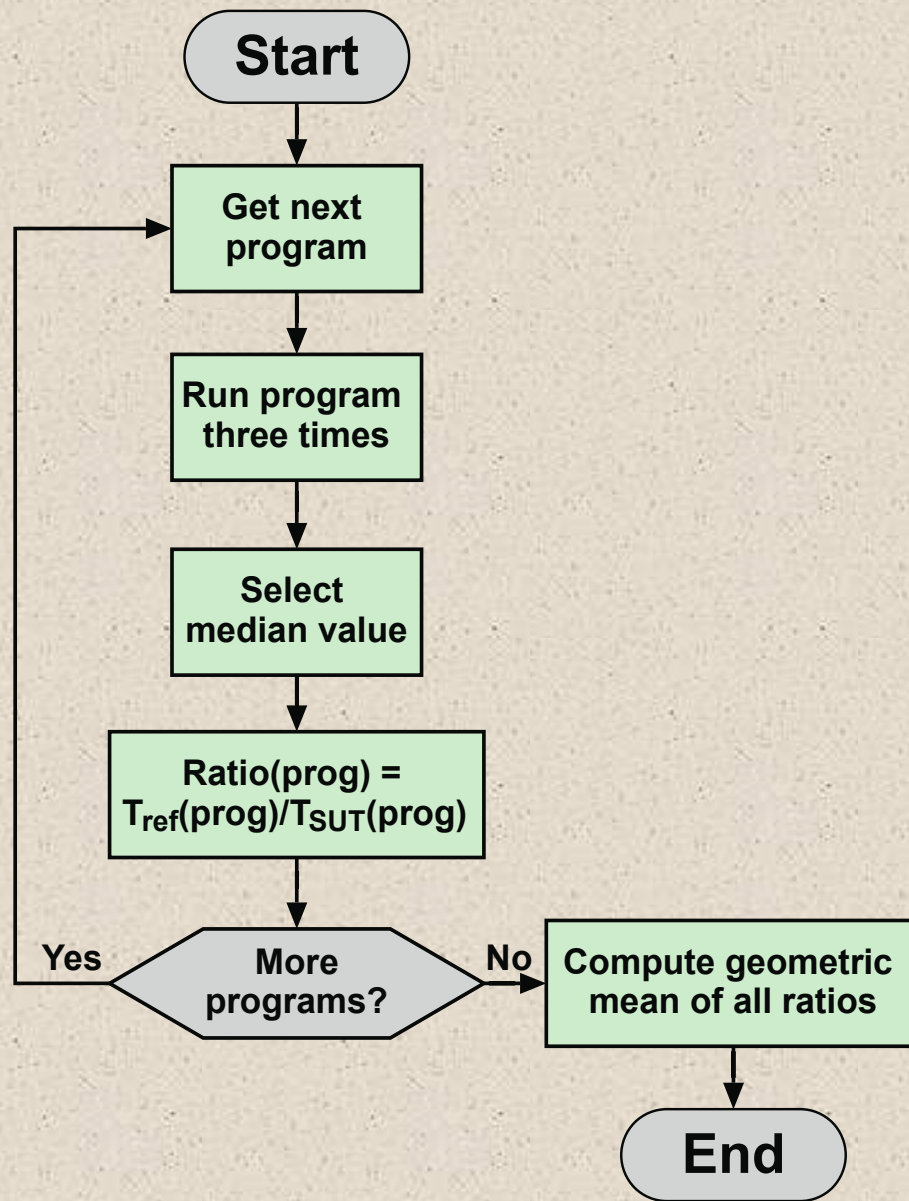 Start
Get next
program
Run program
three times
Select
median value
Ratio(prog) =
Tref(prog)/TSUT(prog)
Yes
More
programs?
No
Compute geometric
mean of all ratios
End